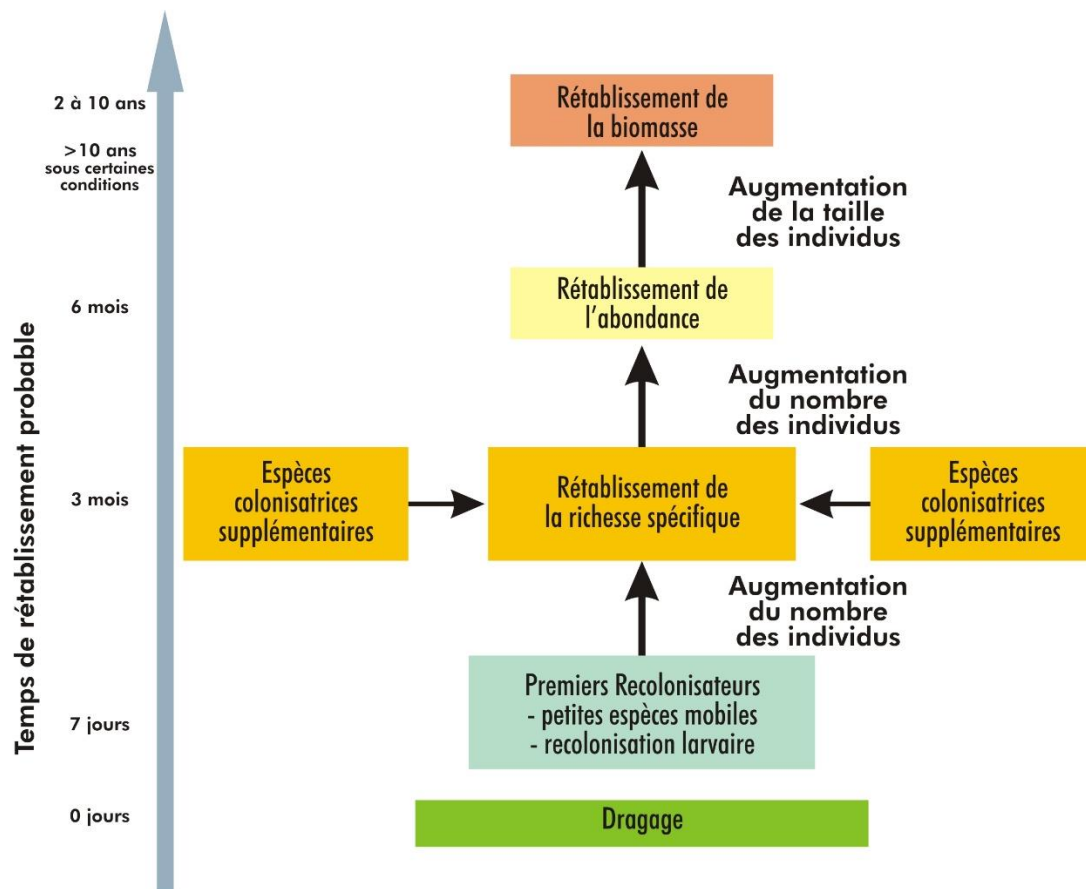 2 à 10 ans
>10 ans
sous certaines
conditions
Rétablissement de
la biomasse
Augmentation
de la taille
des individus
6 mois
Rétablissement de
l'abondance
Augmentation
du nombre
des individus
Temps de rétablissement probable
3 mois
Espèces
colonisatrices
supplémentaires
Rétablissement de
la richesse spécifique
Espèces
colonisatrices
supplémentaires
Augmentation
du nombre
des individus
7 jours
Premiers Recolonisateurs
- petites espèces mobiles
- recolonisation larvaire
0 jours
Dragage